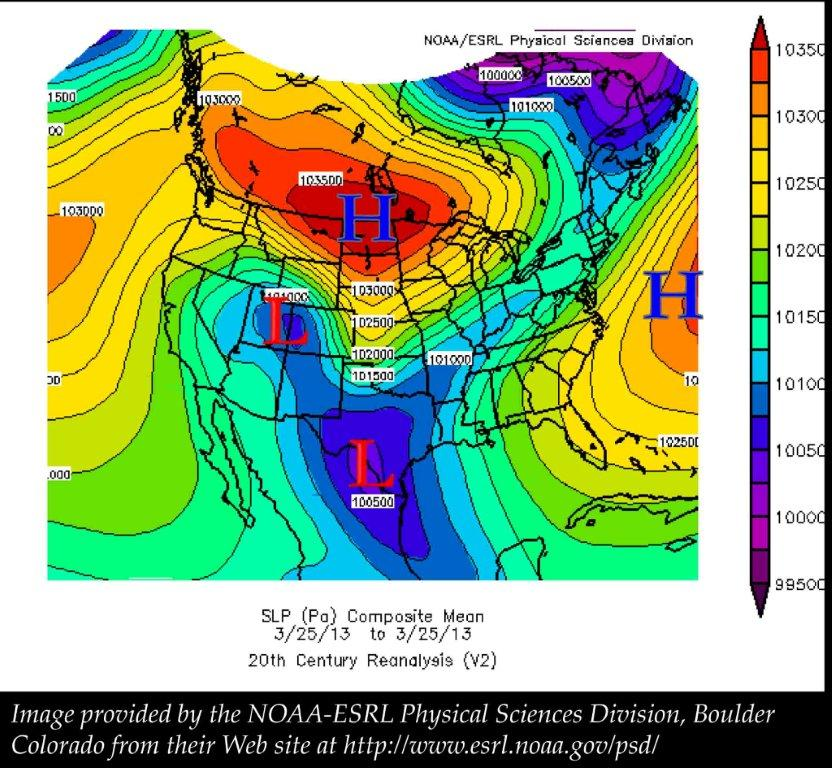 NOAA/ESRL Physical Sciences Division
100000
100500
1500
101000
103000
103500
103000
H
H
101000
L
103000
102500
102000
101500
101000
102500
L
100500
SLP (Pa) Composite Mean
3/25/13 to 3/25/13
20th Century Reanalysis (V2)
10350
10300
10250
10200
10150
10100
10050
10000
99500
Image provided by the NOAA-ESRL Physical Sciences Division, Boulder
Colorado from their Web site at http://www.esrl.noaa.gov/psd/